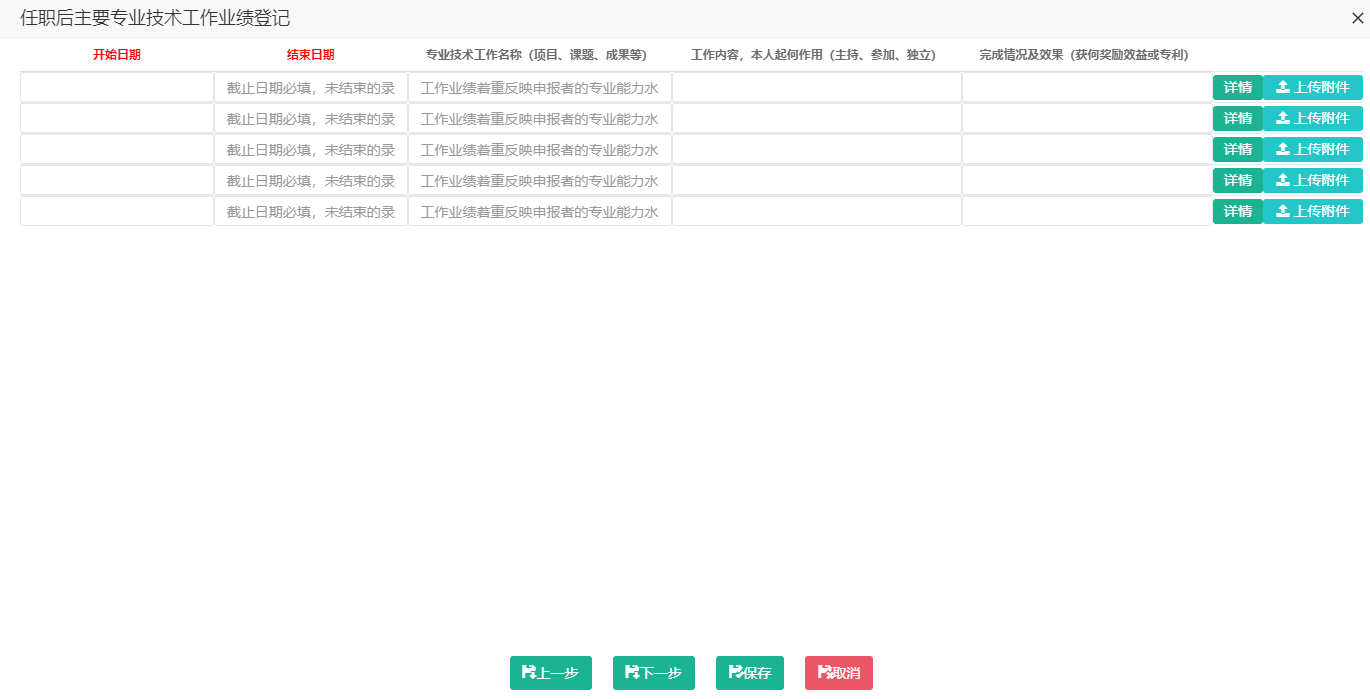 任职后主要专业技术工作业绩登记
开始日期 结束日期 专业技术工作名称（项目、课题、成果等） 工作内容，本人起何作用（主持、参加、独立） 完成情况及效果（获何奖励效益或专利）
截止日期必填，未结束的录 工作业绩着重反映申报者的专业能力水 详情 上传附件
截止日期必填，未结束的录 工作业绩着重反映申报者的专业能力水 详情 上传附件
截止日期必填，未结束的录 工作业绩着重反映申报者的专业能力水 详情 上传附件
截止日期必填，未结束的录 工作业绩着重反映申报者的专业能力水 详情 上传附件
截止日期必填，未结束的录 工作业绩着重反映申报者的专业能力水 详情 上传附件
上一步 下一步 保存 取消